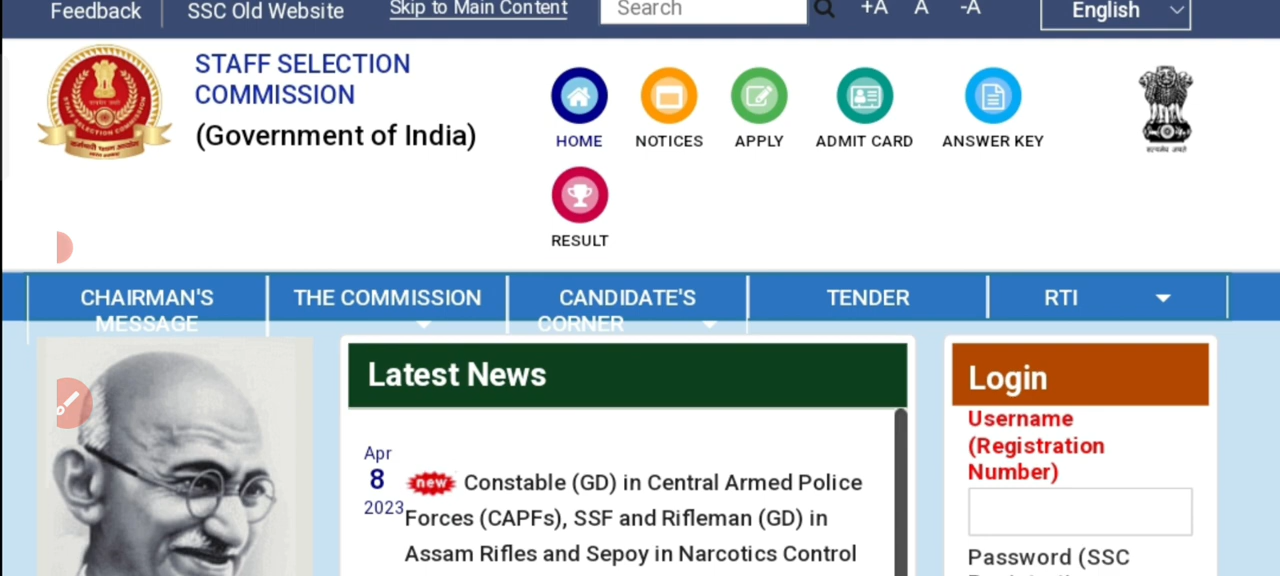 Feedback
SSC Old Website
Skip to Main Content
Search
+A A -A
English
STAFF SELECTION
COMMISSION
(Government of India)
HOME
NOTICES
APPLY
ADMIT CARD
ANSWER KEY
RESULT
CHAIRMAN'S
MESSAGE
THE COMMISSION
CANDIDATE'S
CORNER
TENDER
RTI
Latest News
Apr
8
2023
new Constable (GD) in Central Armed Police
Forces (CAPFs), SSF and Rifleman (GD) in
Assam Rifles and Sepoy in Narcotics Control
Login
Username
(Registration
Number)
Password (SSC